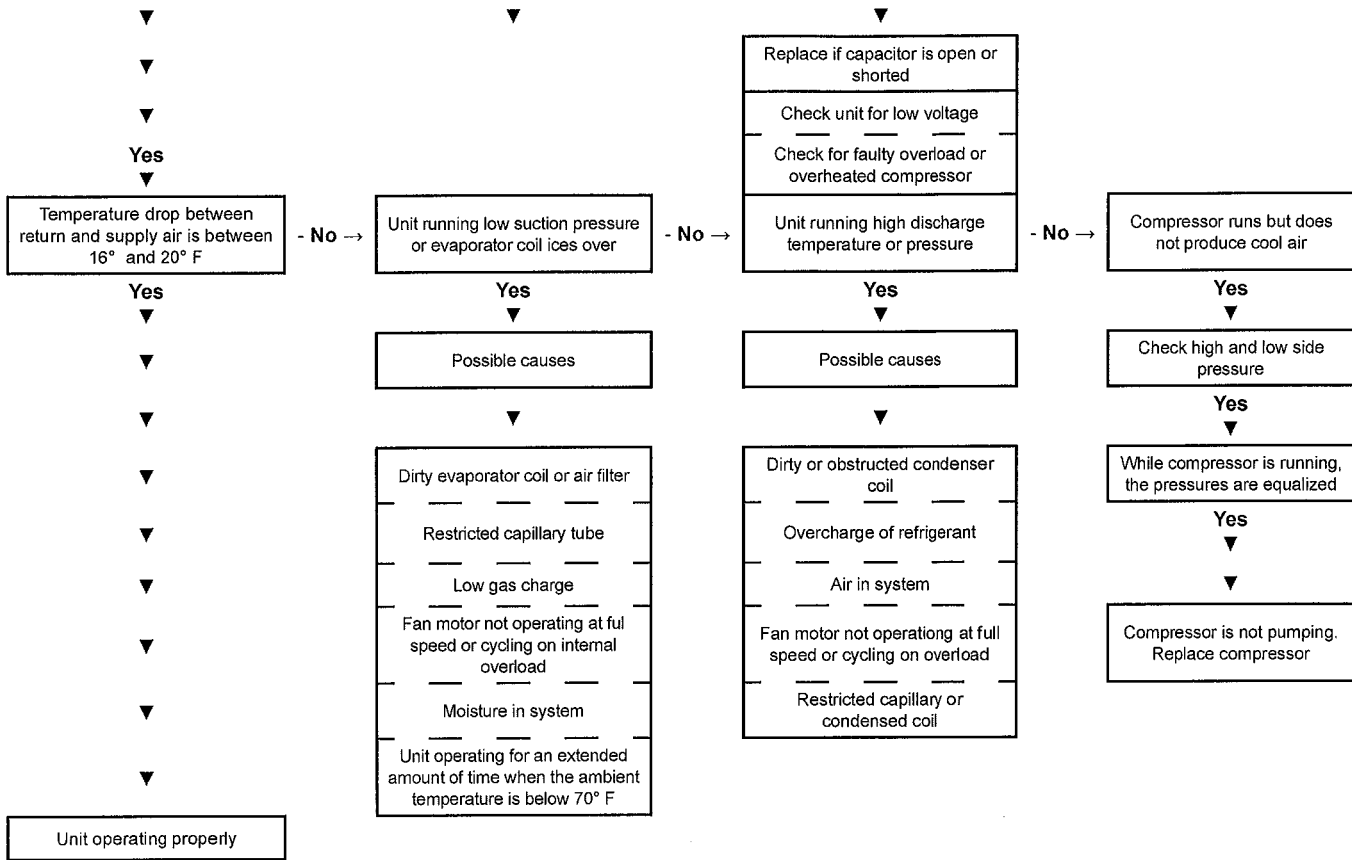 Replace if capacitor is open or
shorted
Check unit for low voltage
Check for faulty overload or
overheated compressor
Yes
Temperature drop between
return and supply air is between
16° and 20° F
- No →
Unit running low suction pressure
or evaporator coil ices over
- No →
Unit running high discharge
temperature or pressure
- No →
Compressor runs but does
not produce cool air
Yes
Yes
Yes
Yes
Possible causes
Possible causes
Check high and low side
pressure
Yes
Dirty evaporator coil or air filter
Restricted capillary tube
Low gas charge
Fan motor not operating at ful
speed or cycling on internal
overload
Moisture in system
Unit operating for an extended
amount of time when the ambient
temperature is below 70° F
Dirty or obstructed condenser
coil
Overcharge of refrigerant
Air in system
Fan motor not operationg at full
speed or cycling on overload
Restricted capillary or
condensed coil
While compressor is running,
the pressures are equalized
Yes
Compressor is not pumping.
Replace compressor
Unit operating properly